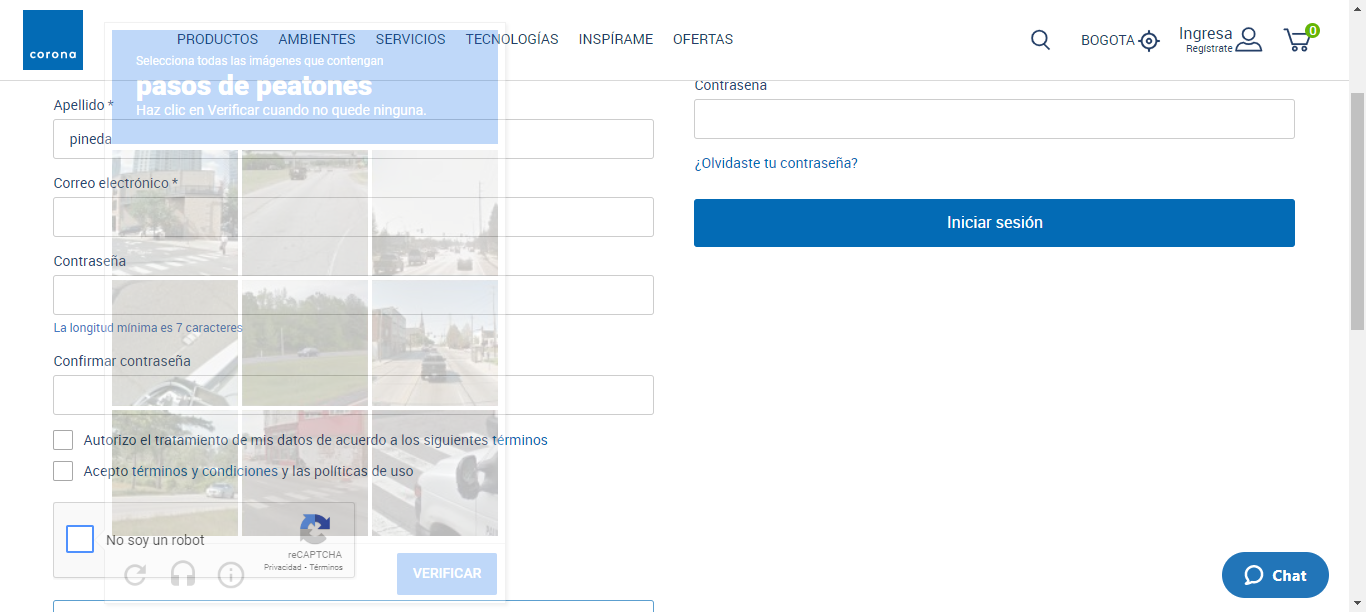 corona
PRODUCTOS AMBIENTES SERVICIOS TECNOLOGÍAS INSPÍRAME OFERTAS
BOGOTA
Ingresa
Regístrate
0
Selecciona todas las imágenes que contengan
pasos de peatones
Haz clic en Verificar cuando no quede ninguna.
Apellido *
pineda
Correo electrónico *
Contraseña
La longitud mínima es 7 caracteres
Confirmar contraseña
Autorizo el tratamiento de mis datos de acuerdo a los siguientes términos
Acepto términos y condiciones y las políticas de uso
No soy un robot
reCAPTCHA
Privacidad - Términos
VERIFICAR
Contraseña
¿Olvidaste tu contraseña?
Iniciar sesión
Chat